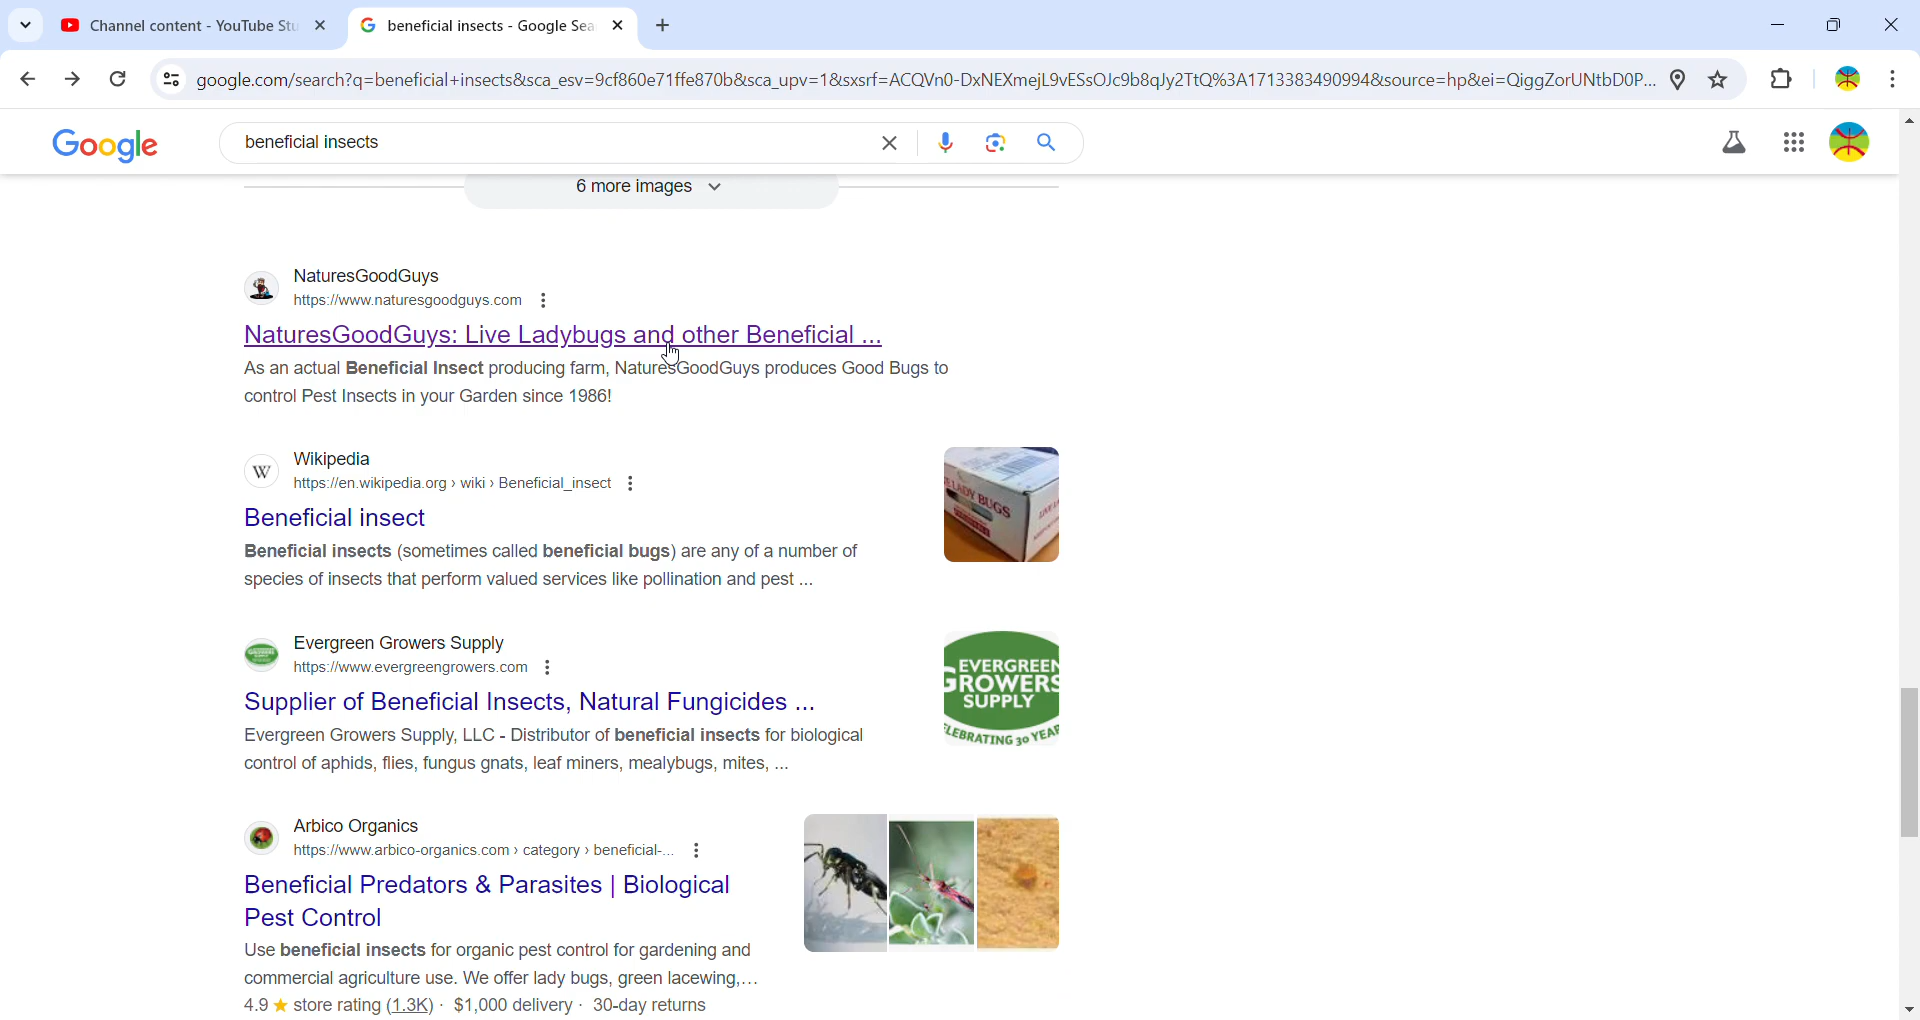 Channel content - YouTube Stu
beneficial insects - Google Sea
google.com/search?q=beneficial+insects&sca_esv=9cf860e71ffe870b&sca_upv=1&sxsrf=ACQVn0-DxNEXmejL9vESsOJc9b8qJy2TtQ%3A1713383490994&source=hp&ei=QiggZorUNtbD0P...
Google
beneficial insects
6 more images
NaturesGoodGuys
https://www.naturesgoodguys.com
NaturesGoodGuys: Live Ladybugs and other Beneficial ...
As an actual Beneficial Insect producing farm, NaturesGoodGuys produces Good Bugs to
control Pest Insects in your Garden since 1986!
W
Wikipedia
https://en.wikipedia.org › wiki › Beneficial_insect
Beneficial insect
Beneficial insects (sometimes called beneficial bugs) are any of a number of
species of insects that perform valued services like pollination and pest ...
LADY BUGS
Evergreen Growers Supply
https://www.evergreengrowers.com
Supplier of Beneficial Insects, Natural Fungicides ...
Evergreen Growers Supply, LLC - Distributor of beneficial insects for biological
control of aphids, flies, fungus gnats, leaf miners, mealybugs, mites, ...
EVERGREEN
GROWERS
SUPPLY
CELEBRATING 30 YEAR
Arbico Organics
https://www.arbico-organics.com › category › beneficial-...
Beneficial Predators & Parasites | Biological
Pest Control
Use beneficial insects for organic pest control for gardening and
commercial agriculture use. We offer lady bugs, green lacewing,...
4.9 ★ store rating (1.3K) · $1,000 delivery · 30-day returns